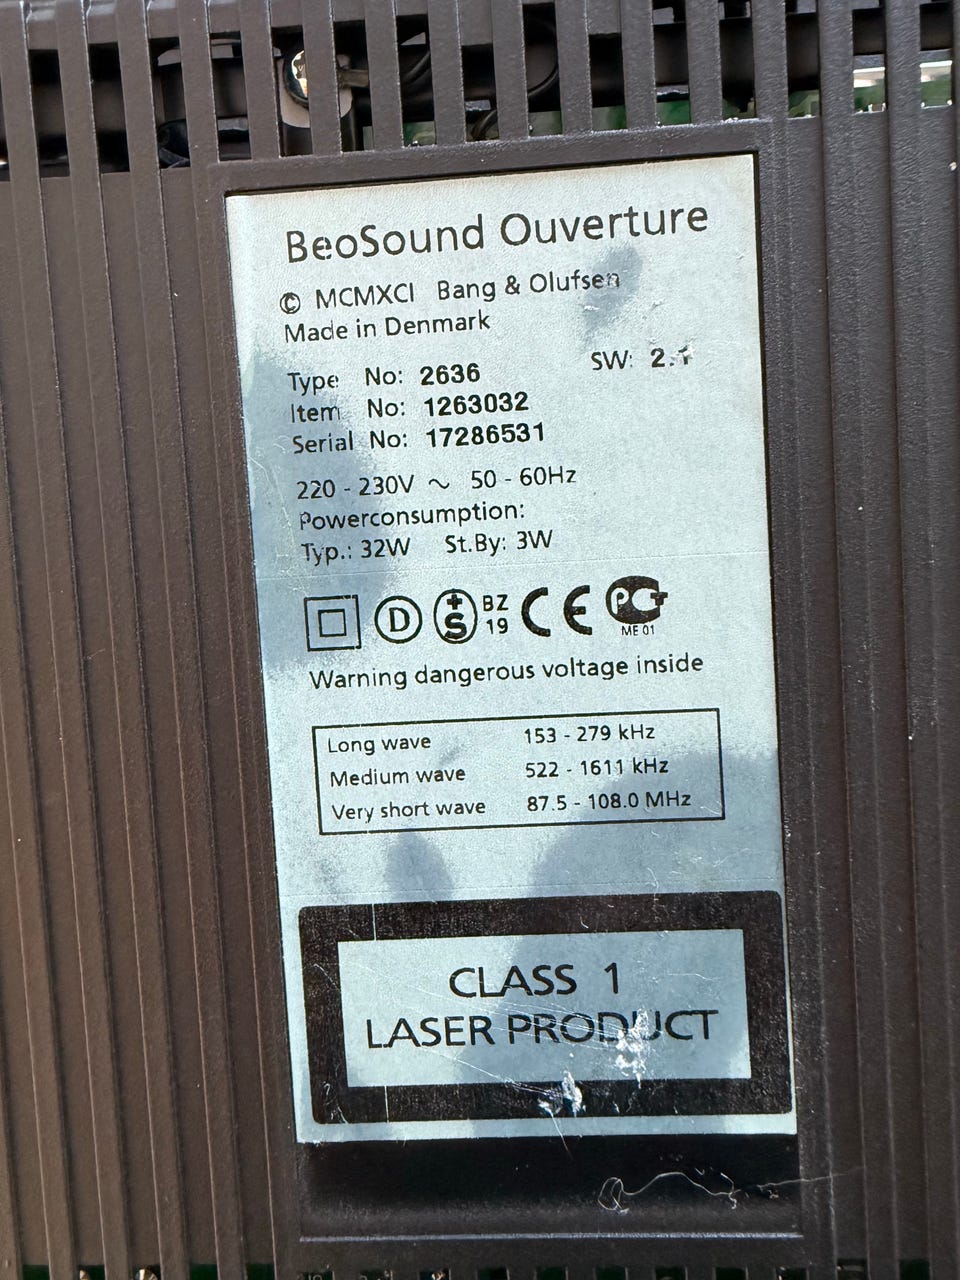 BeoSound Ouverture
© MCMXCI Bang & Olufsen
Made in Denmark
Type No: 2636 SW: 2.1
Item No: 1263032
Serial No: 17286531
220 - 230V ~ 50 - 60Hz
Powerconsumption:
Typ.: 32W St.By: 3W
D +S BZ 19 CE PCT ME 01
Warning dangerous voltage inside
Long wave 153 - 279 kHz
Medium wave 522 - 1611 kHz
Very short wave 87.5 - 108.0 MHz
CLASS 1
LASER PRODUCT